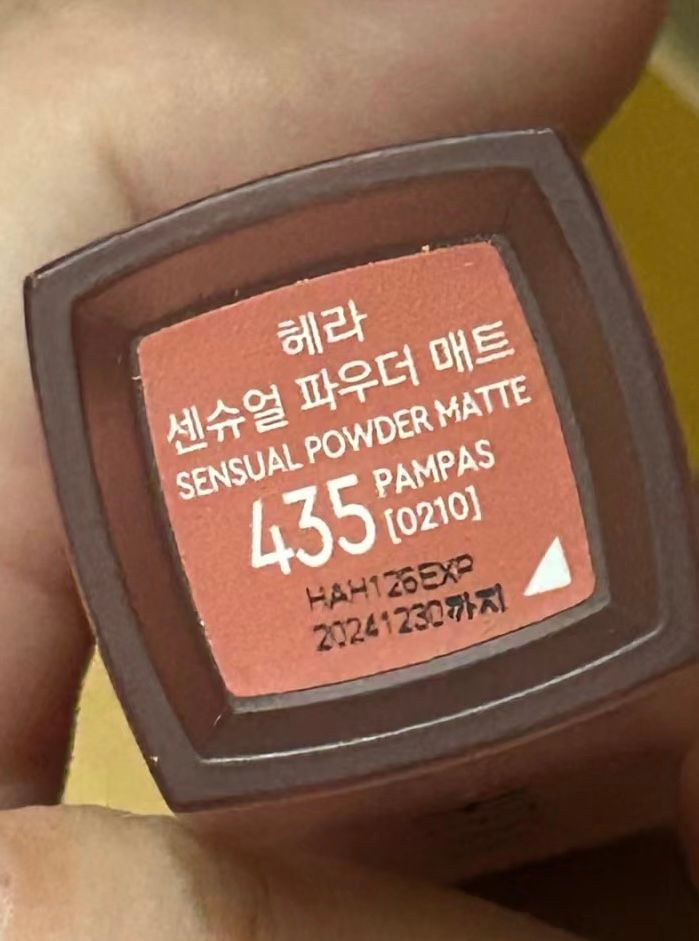 헤라
센슈얼 파우더 매트
SENSUAL POWDER MATTE
435 PAMPAS
[0210]
HAH126EXP
20241230까지